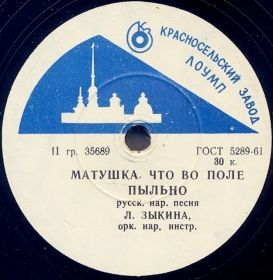 КРАСНОСЕЛЬСКИЙ ЗАВОД
ЛОУМП
II гр. 35689
ГОСТ 5289-61
30 к.
МАТУШКА, ЧТО ВО ПОЛЕ
ПЫЛЬНО
русск. нар. песня
Л. ЗЫКИНА,
орк. нар. инстр.